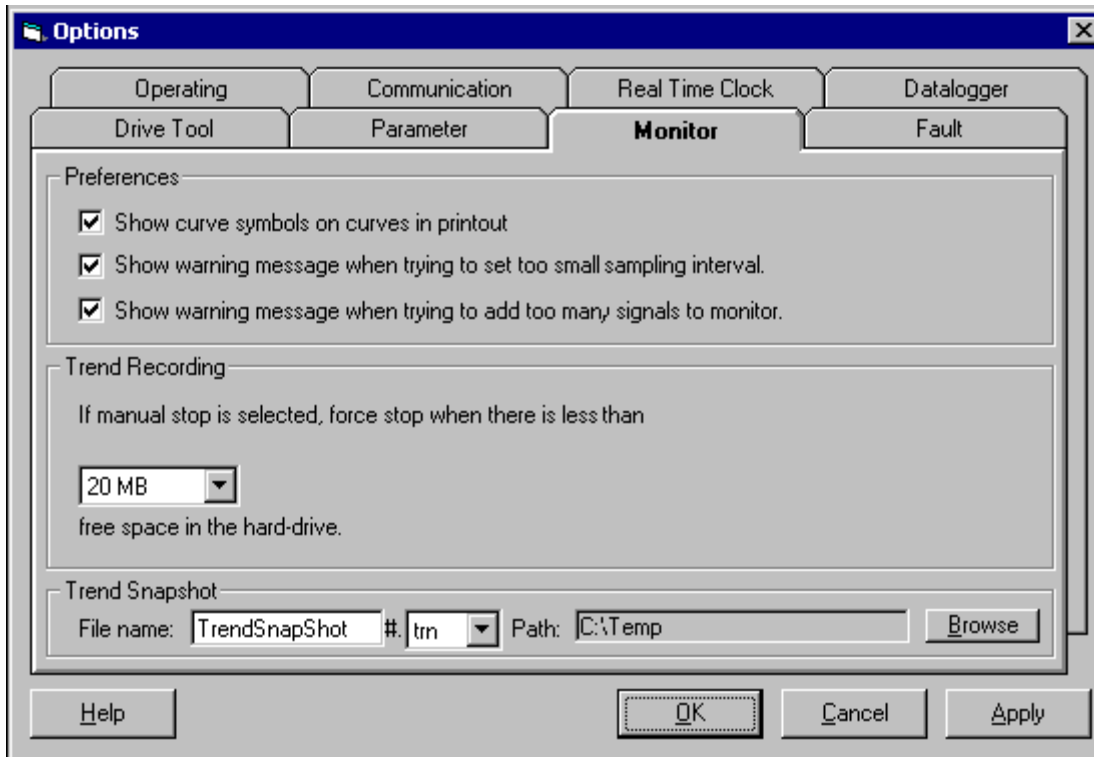 Options
Operating Communication Real Time Clock Datalogger
Drive Tool Parameter Monitor Fault
Preferences
Show curve symbols on curves in printout
Show warning message when trying to set too small sampling interval.
Show warning message when trying to add too many signals to monitor.
Trend Recording
If manual stop is selected, force stop when there is less than
20 MB
free space in the hard-drive.
Trend Snapshot
File name: TrendSnapShot #. trn Path: C:\Temp Browse
Help OK Cancel Apply